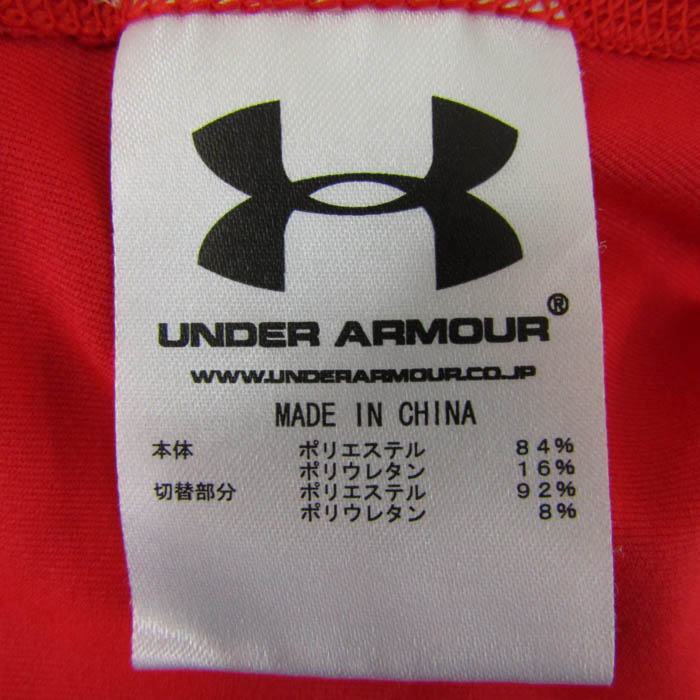 UNDER ARMOUR®
WWW.UNDERARMOUR.CO.JP
MADE IN CHINA
本体 ポリエステル 84%
ポリウレタン 16%
切替部分 ポリエステル 92%
ポリウレタン 8%